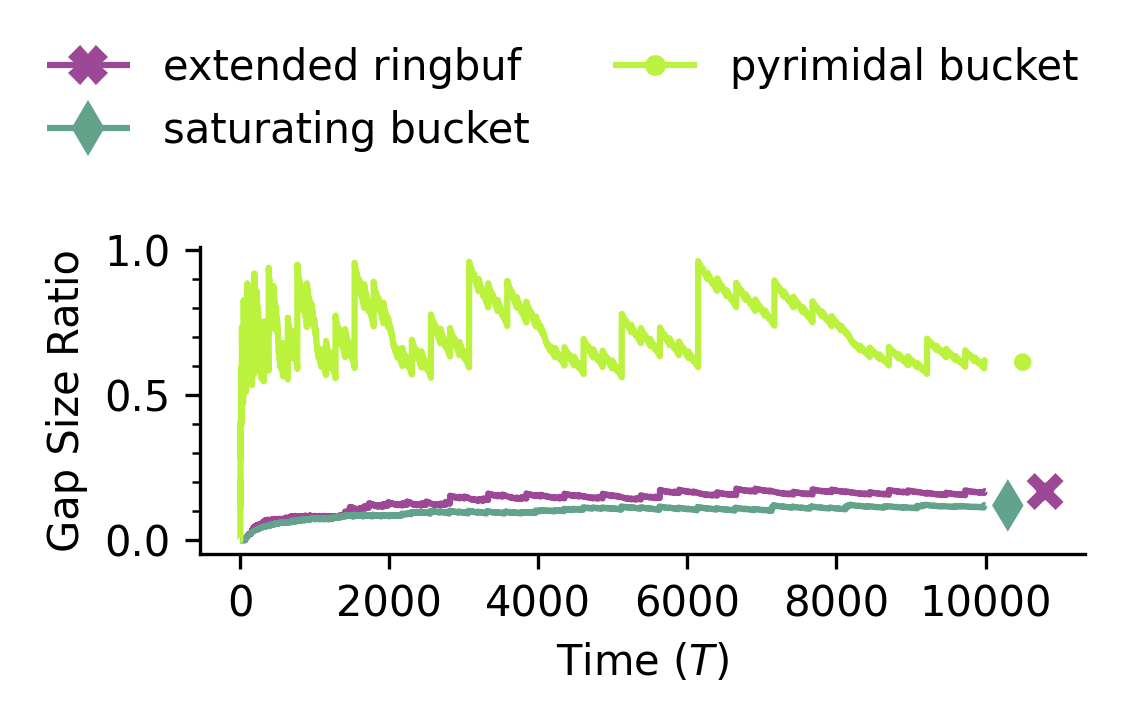 extended ringbuf
pyrimidal bucket
saturating bucket
Gap Size Ratio
1.0
0.5
0.0
0 2000 4000 6000 8000 10000
Time (T)